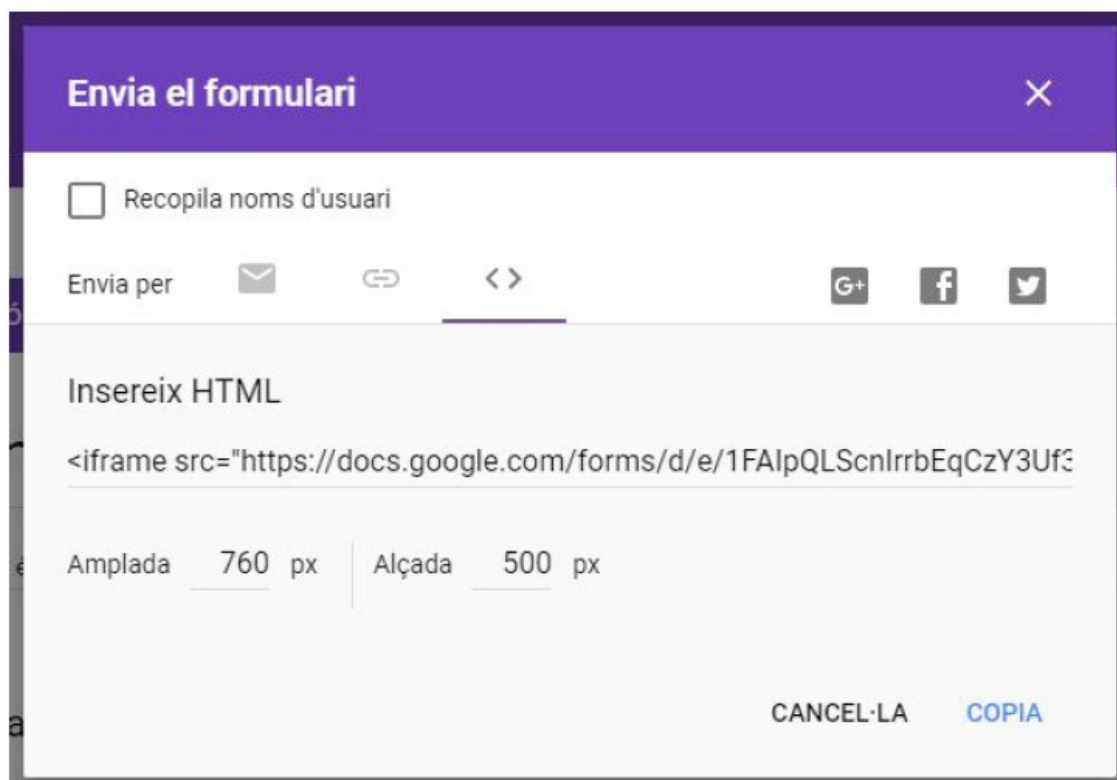 Envia el formulari
Recopila noms d'usuari
Envia per
G+
Insereix HTML
<iframe src="https://docs.google.com/forms/d/e/1FAIpQLScnIrrbEqCzY3Uf3
Amplada 760 px Alçada 500 px
CANCEL·LA COPIA